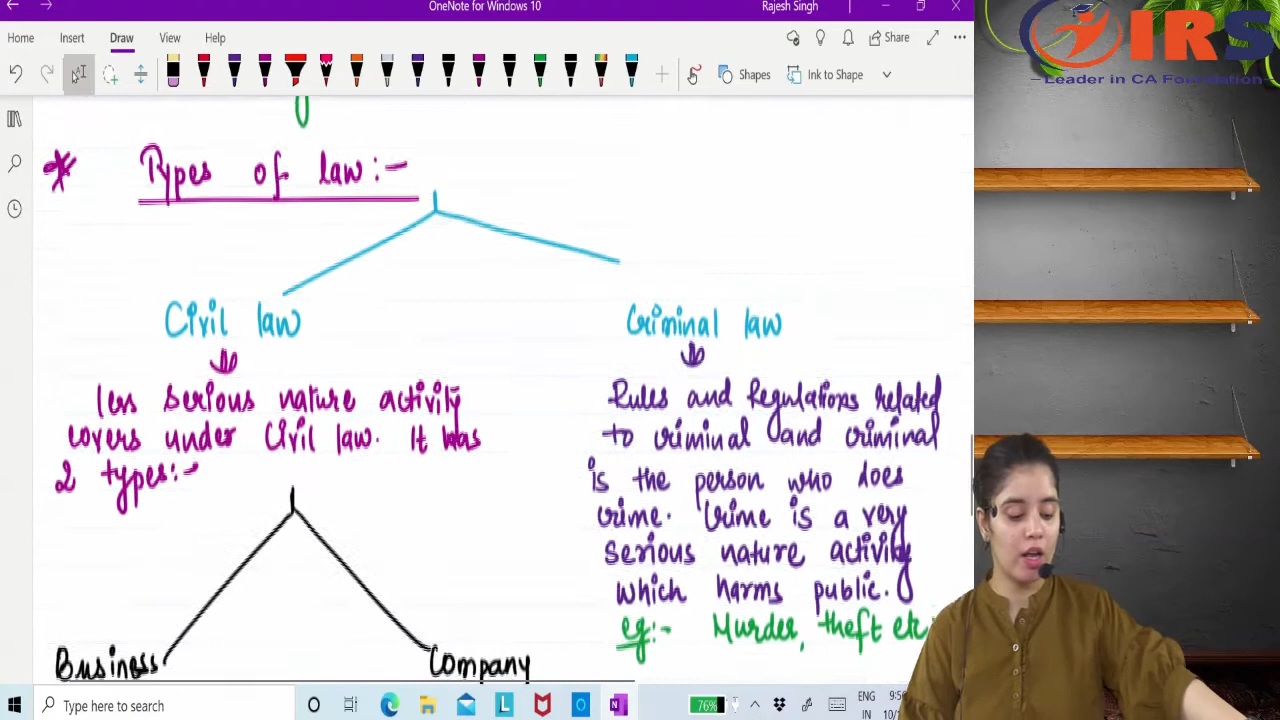 OneNote for Windows 10
Rajesh Singh
Home Insert Draw View Help
Share
Shapes
Ink to Shape
IRS
Leader in CA Foundation
* Types of law:-
Civil law
Criminal law
less serious nature activity
covers under Civil law. It has
2 types:-
Business
Company
Rules and Regulations related
to criminal and criminal
is the person who does
crime. Crime is a very
serious nature activity
which harms public.
eg:- Murder, theft etc
Type here to search
76%
ENG
IN